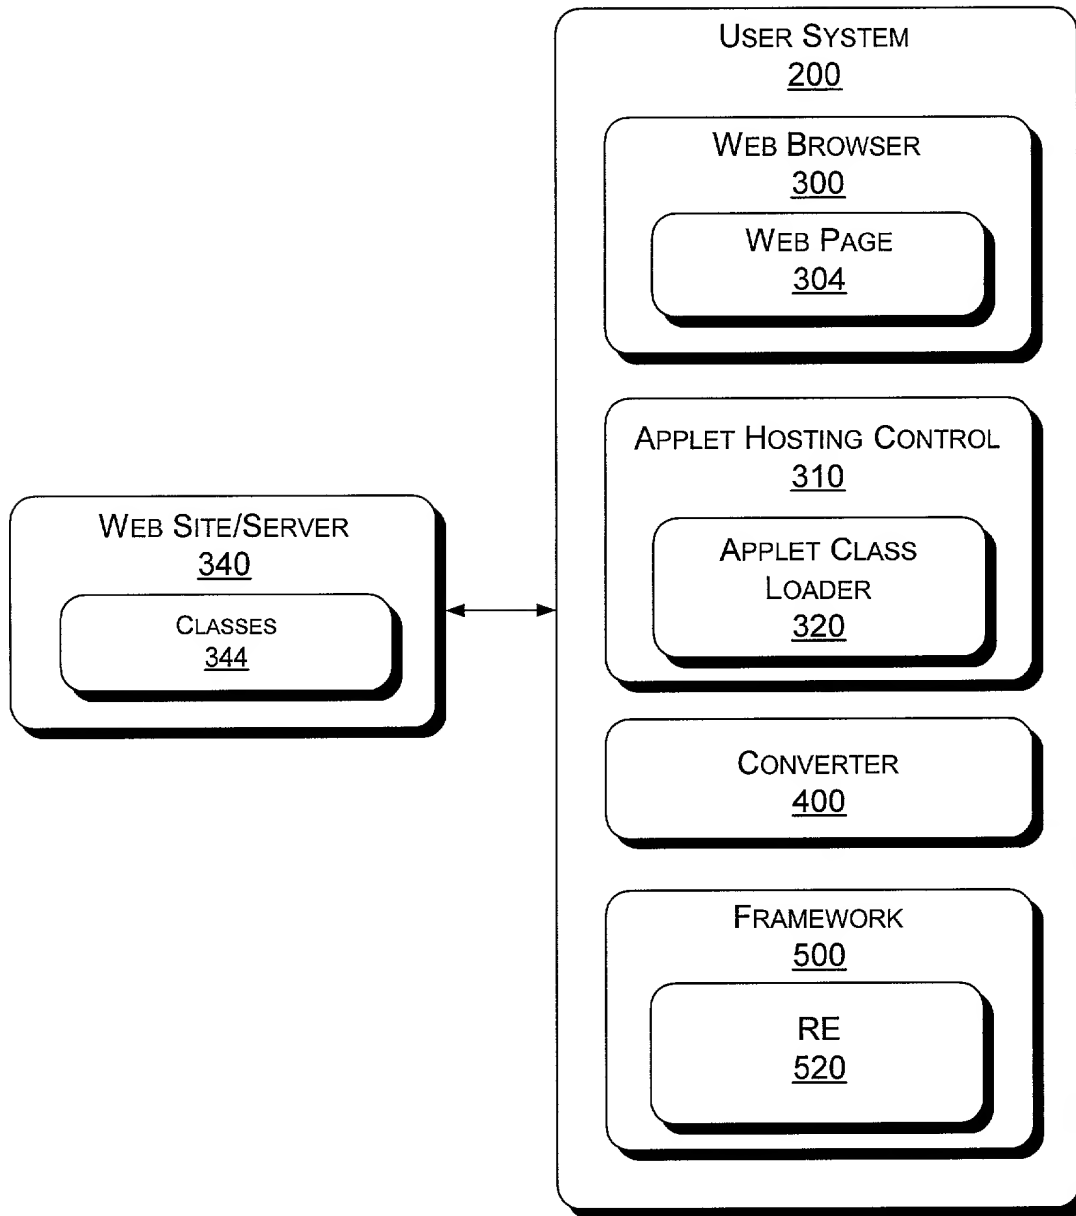 USER SYSTEM
200
WEB BROWSER
300
WEB PAGE
304
APPLET HOSTING CONTROL
310
APPLET CLASS
LOADER
320
WEB SITE/SERVER
340
CLASSES
344
CONVERTER
400
FRAMEWORK
500
RE
520